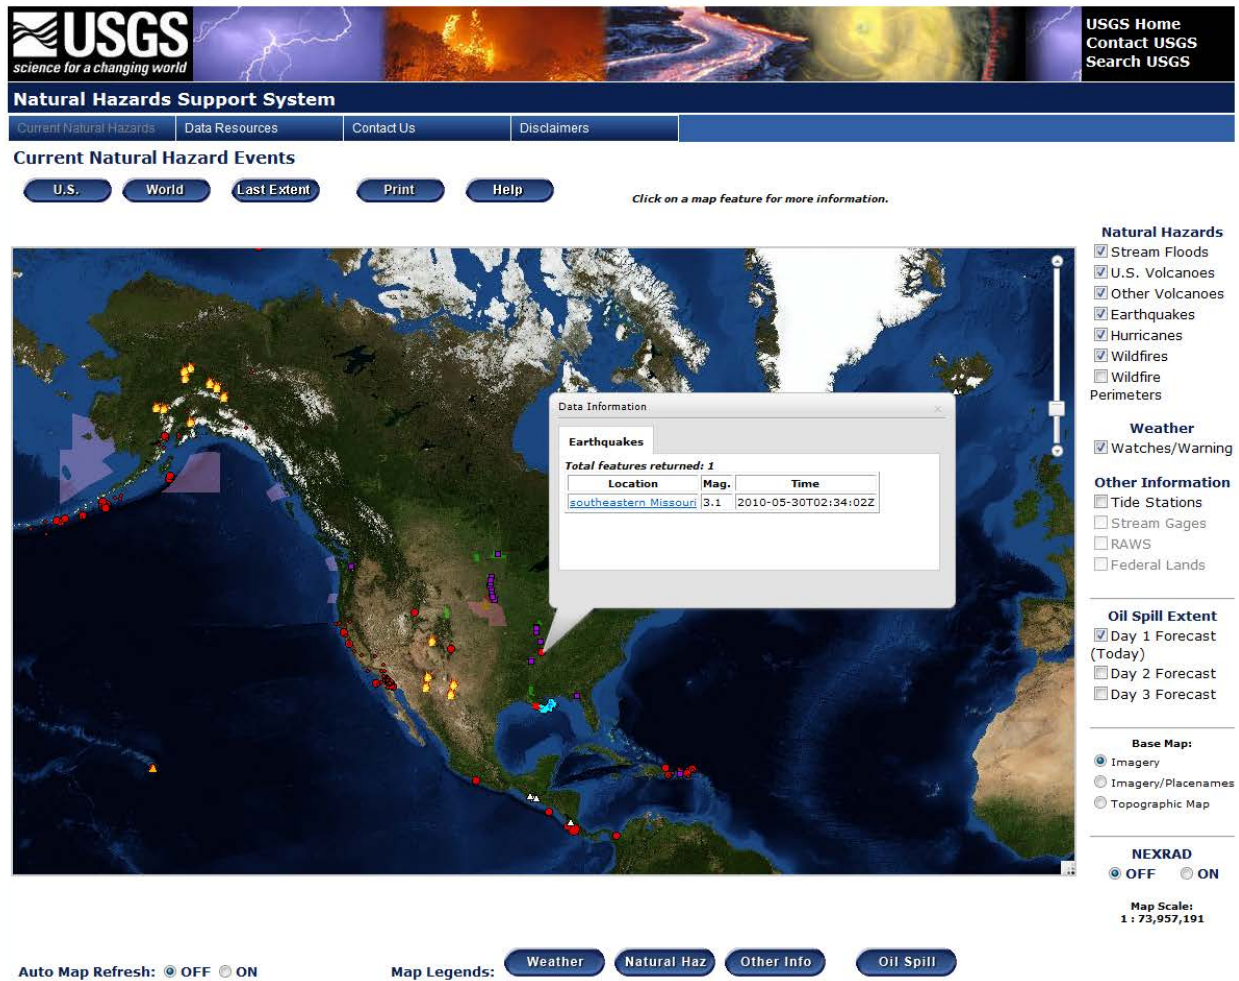 USGS
science for a changing world
USGS Home
Contact USGS
Search USGS
Natural Hazards Support System
Current Natural Hazards
Data Resources
Contact Us
Disclaimers
Current Natural Hazard Events
U.S.
World
Last Extent
Print
Help
Click on a map feature for more information.
Data Information
×
Earthquakes
Total features returned: 1
Location Mag. Time
southeastern Missouri 3.1 2010-05-30T02:34:02Z
Natural Hazards
Stream Floods
U.S. Volcanoes
Other Volcanoes
Earthquakes
Hurricanes
Wildfires
Wildfire
Perimeters
Weather
Watches/Warning
Other Information
Tide Stations
Stream Gages
RAWS
Federal Lands
Oil Spill Extent
Day 1 Forecast
(Today)
Day 2 Forecast
Day 3 Forecast
Base Map:
Imagery
Imagery/Placenames
Topographic Map
NEXRAD
OFF ON
Map Scale:
1 : 73,957,191
Auto Map Refresh: OFF ON
Map Legends:
Weather
Natural Haz
Other Info
Oil Spill